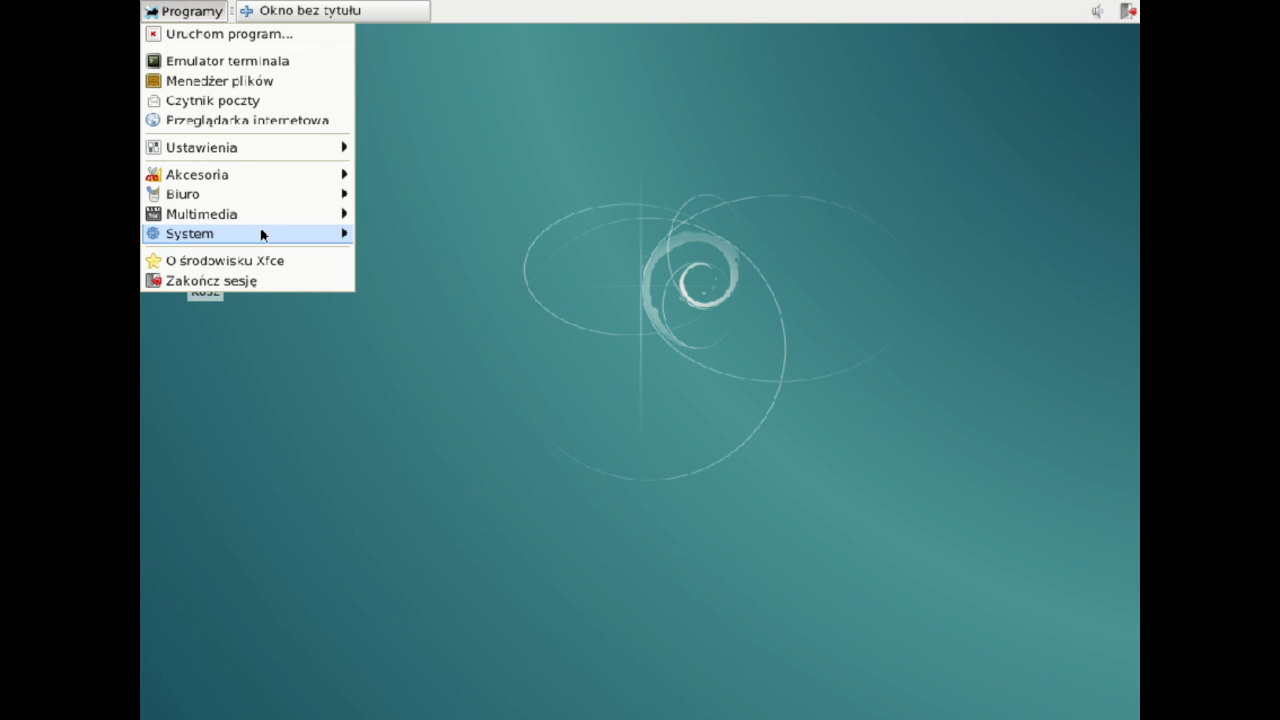 Programy
Okno bez tytułu
Uruchom program...
Emulator terminala
Menedżer plików
Czytnik poczty
Przeglądarka internetowa
Ustawienia
Akcesoria
Biuro
Multimedia
System
O środowisku Xfce
Zakończ sesję
Kosz